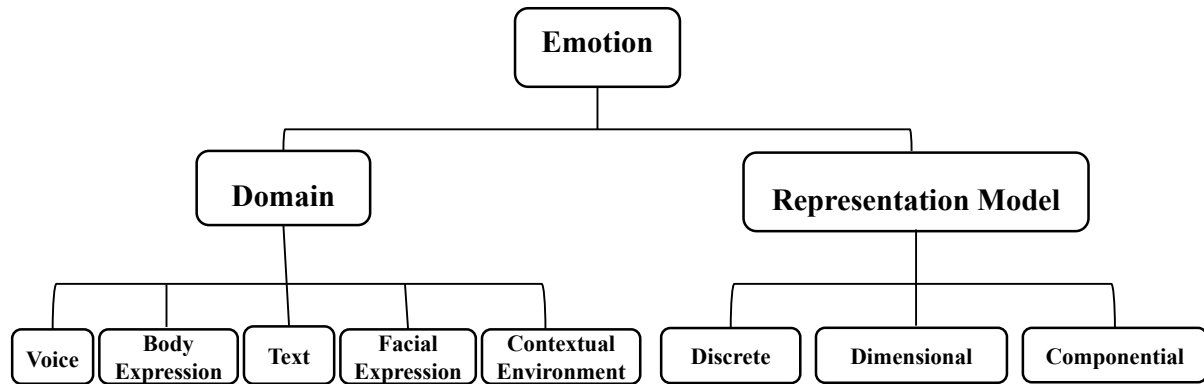 Emotion
Domain
Representation Model
Voice
Body
Expression
Text
Facial
Expression
Contextual
Environment
Discrete
Dimensional
Componential